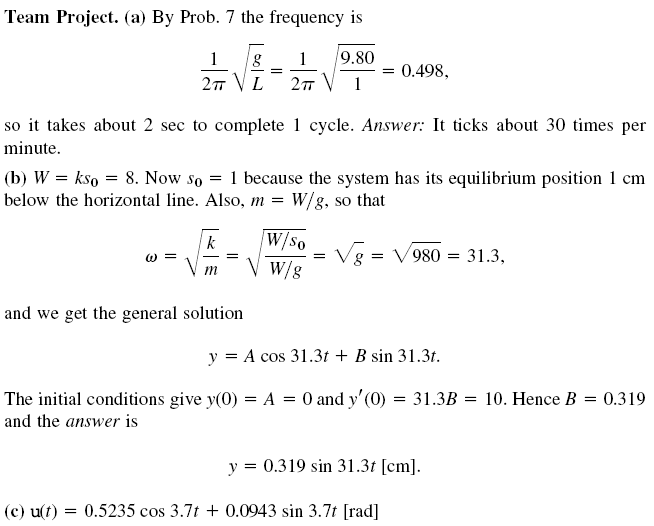 Team Project. (a) By Prob. 7 the frequency is
1/2π √(g/L) = 1/2π √(9.80/1) = 0.498,
so it takes about 2 sec to complete 1 cycle. Answer: It ticks about 30 times per
minute.
(b) W = ks₀ = 8. Now s₀ = 1 because the system has its equilibrium position 1 cm
below the horizontal line. Also, m = W/g, so that
ω = √(k/m) = √((W/s₀)/(W/g)) = √g = √980 = 31.3,
and we get the general solution
y = A cos 31.3t + B sin 31.3t.
The initial conditions give y(0) = A = 0 and y′(0) = 31.3B = 10. Hence B = 0.319
and the answer is
y = 0.319 sin 31.3t [cm].
(c) u(t) = 0.5235 cos 3.7t + 0.0943 sin 3.7t [rad]